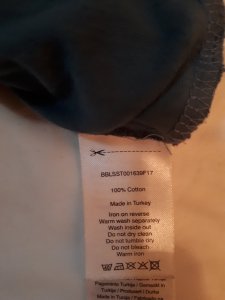 BBLSST001639F17
100% Cotton
Made in Turkey
Iron on reverse
Warm wash separately
Wash inside out
Do not dry clean
Do not tumble dry
Do not bleach
Warm iron